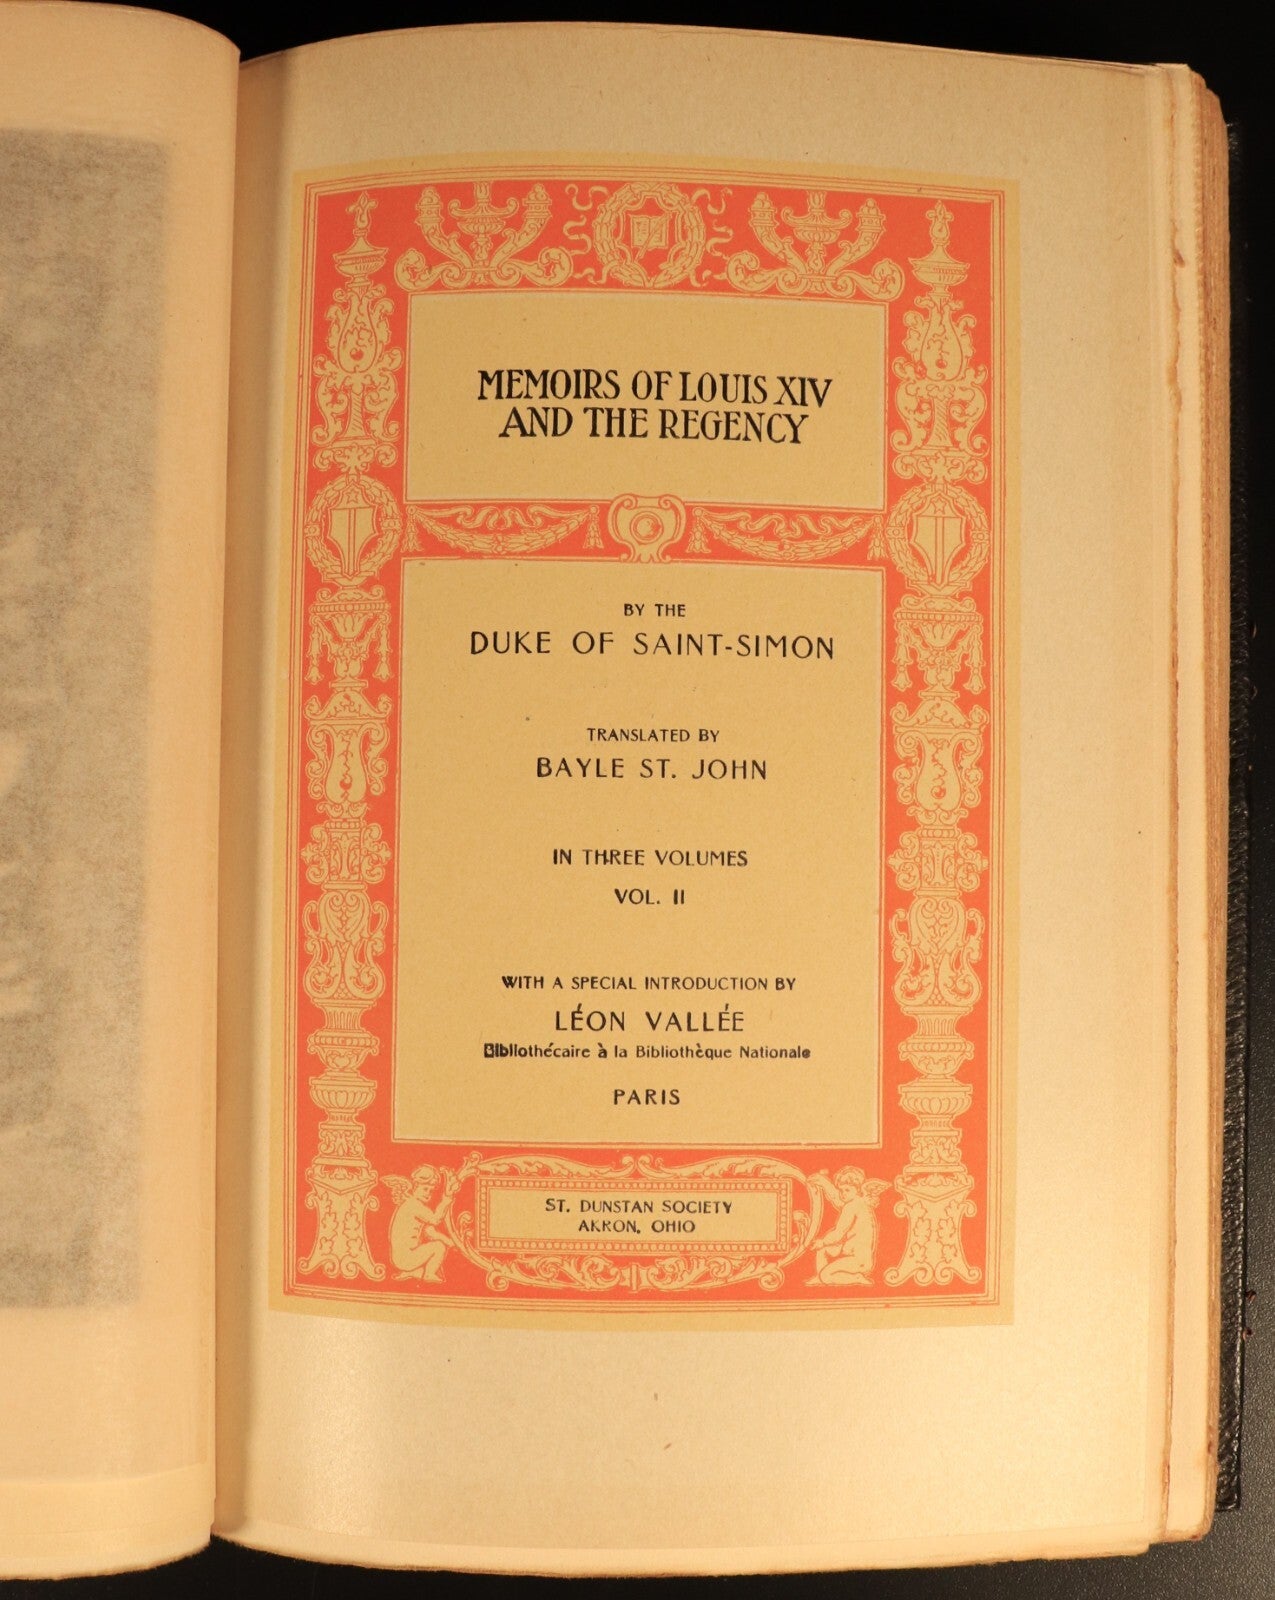 MEMOIRS OF LOUIS XIV
AND THE REGENCY
BY THE
DUKE OF SAINT-SIMON
TRANSLATED BY
BAYLE ST. JOHN
IN THREE VOLUMES
VOL. II
WITH A SPECIAL INTRODUCTION BY
LÉON VALLÉE
Bibliothécaire à la Bibliothèque Nationale
PARIS
ST. DUNSTAN SOCIETY
AKRON, OHIO